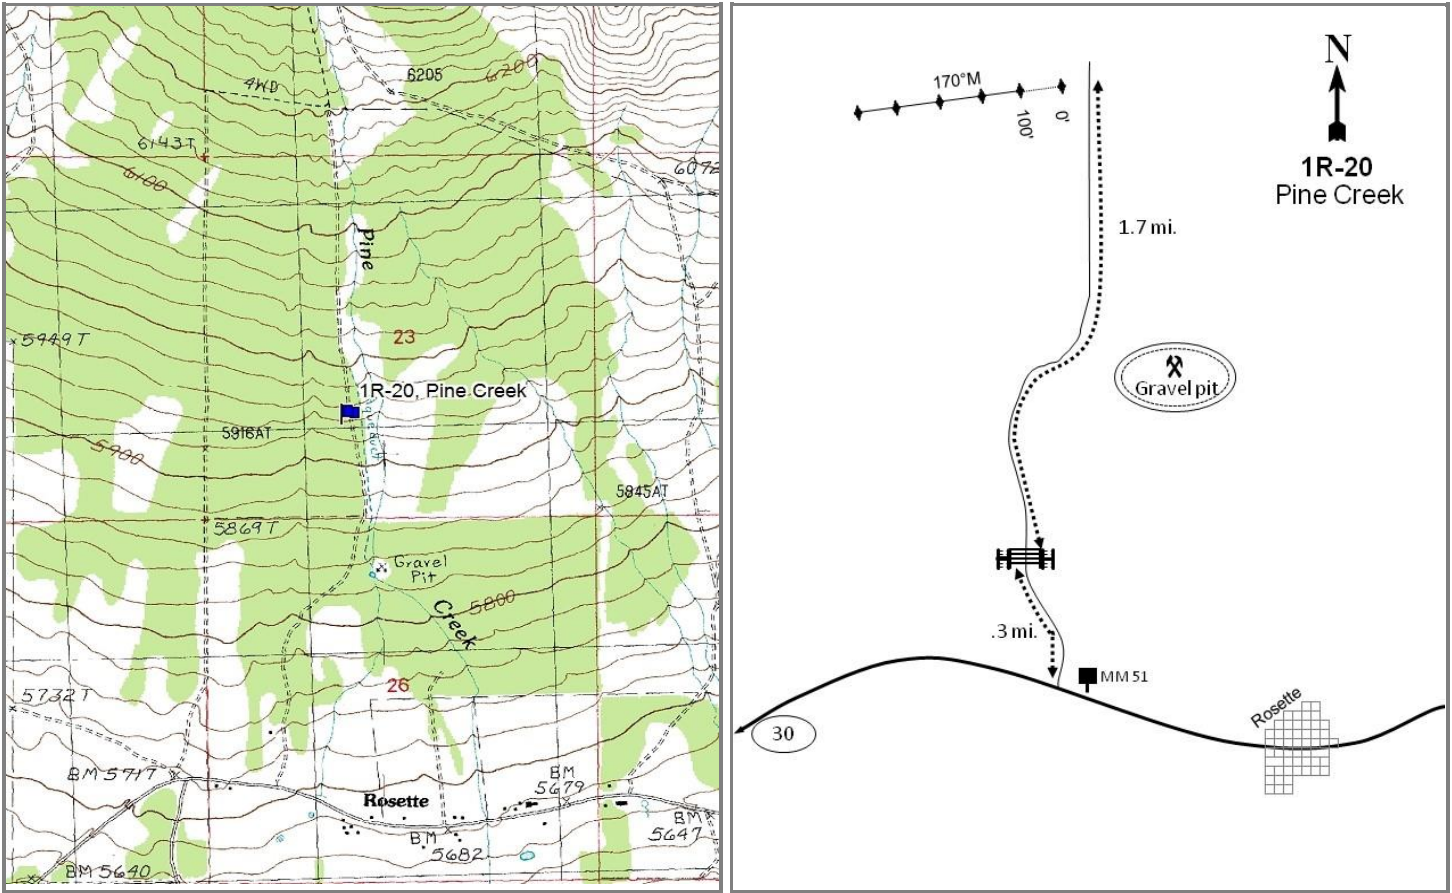 6205
6200
4WD
6143T
6100
6072
Pine
23
5949T
1R-20, Pine Creek
5916AT
5900
5845AT
5869T
Gravel
Pit
5800
Creek
26
5732T
BM 5717
BM
5679
Rosette
BM
5647
BM
5682
BM 5640
170°M
0'
100'
N
1R-20
Pine Creek
1.7 mi.
Gravel pit
.3 mi.
MM 51
Rosette
30